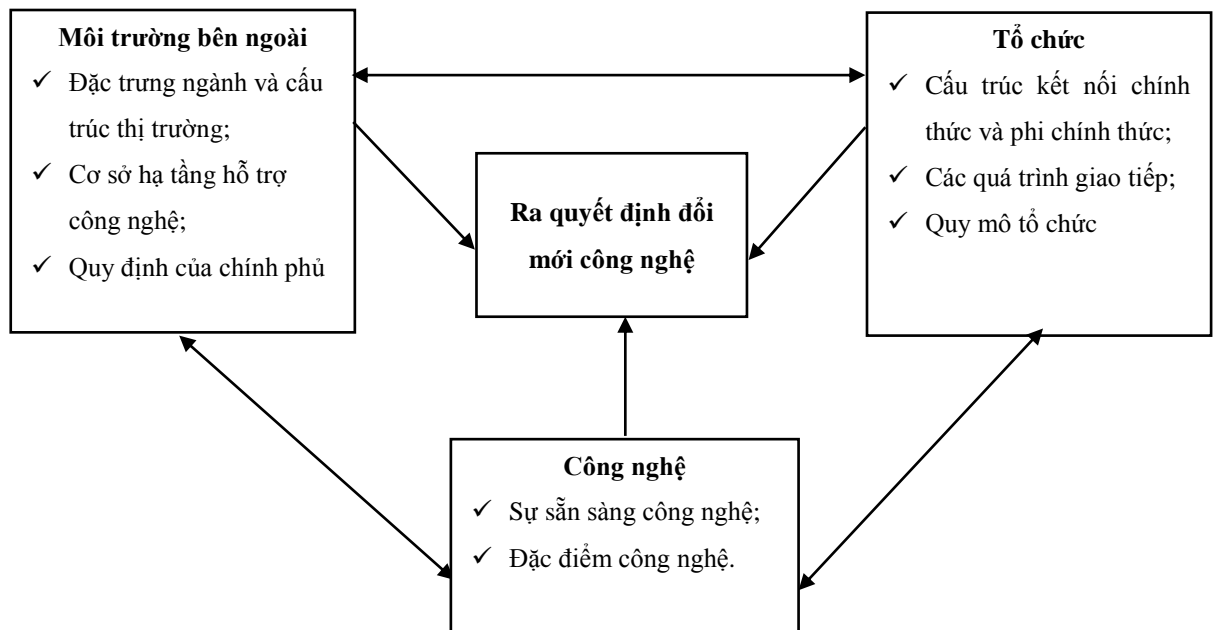 Môi trường bên ngoài
✓ Đặc trưng ngành và cấu
trúc thị trường;
✓ Cơ sở hạ tầng hỗ trợ
công nghệ;
✓ Quy định của chính phủ
Tổ chức
✓ Cấu trúc kết nối chính
thức và phi chính thức;
✓ Các quá trình giao tiếp;
✓ Quy mô tổ chức
Ra quyết định đổi
mới công nghệ
Công nghệ
✓ Sự sẵn sàng công nghệ;
✓ Đặc điểm công nghệ.